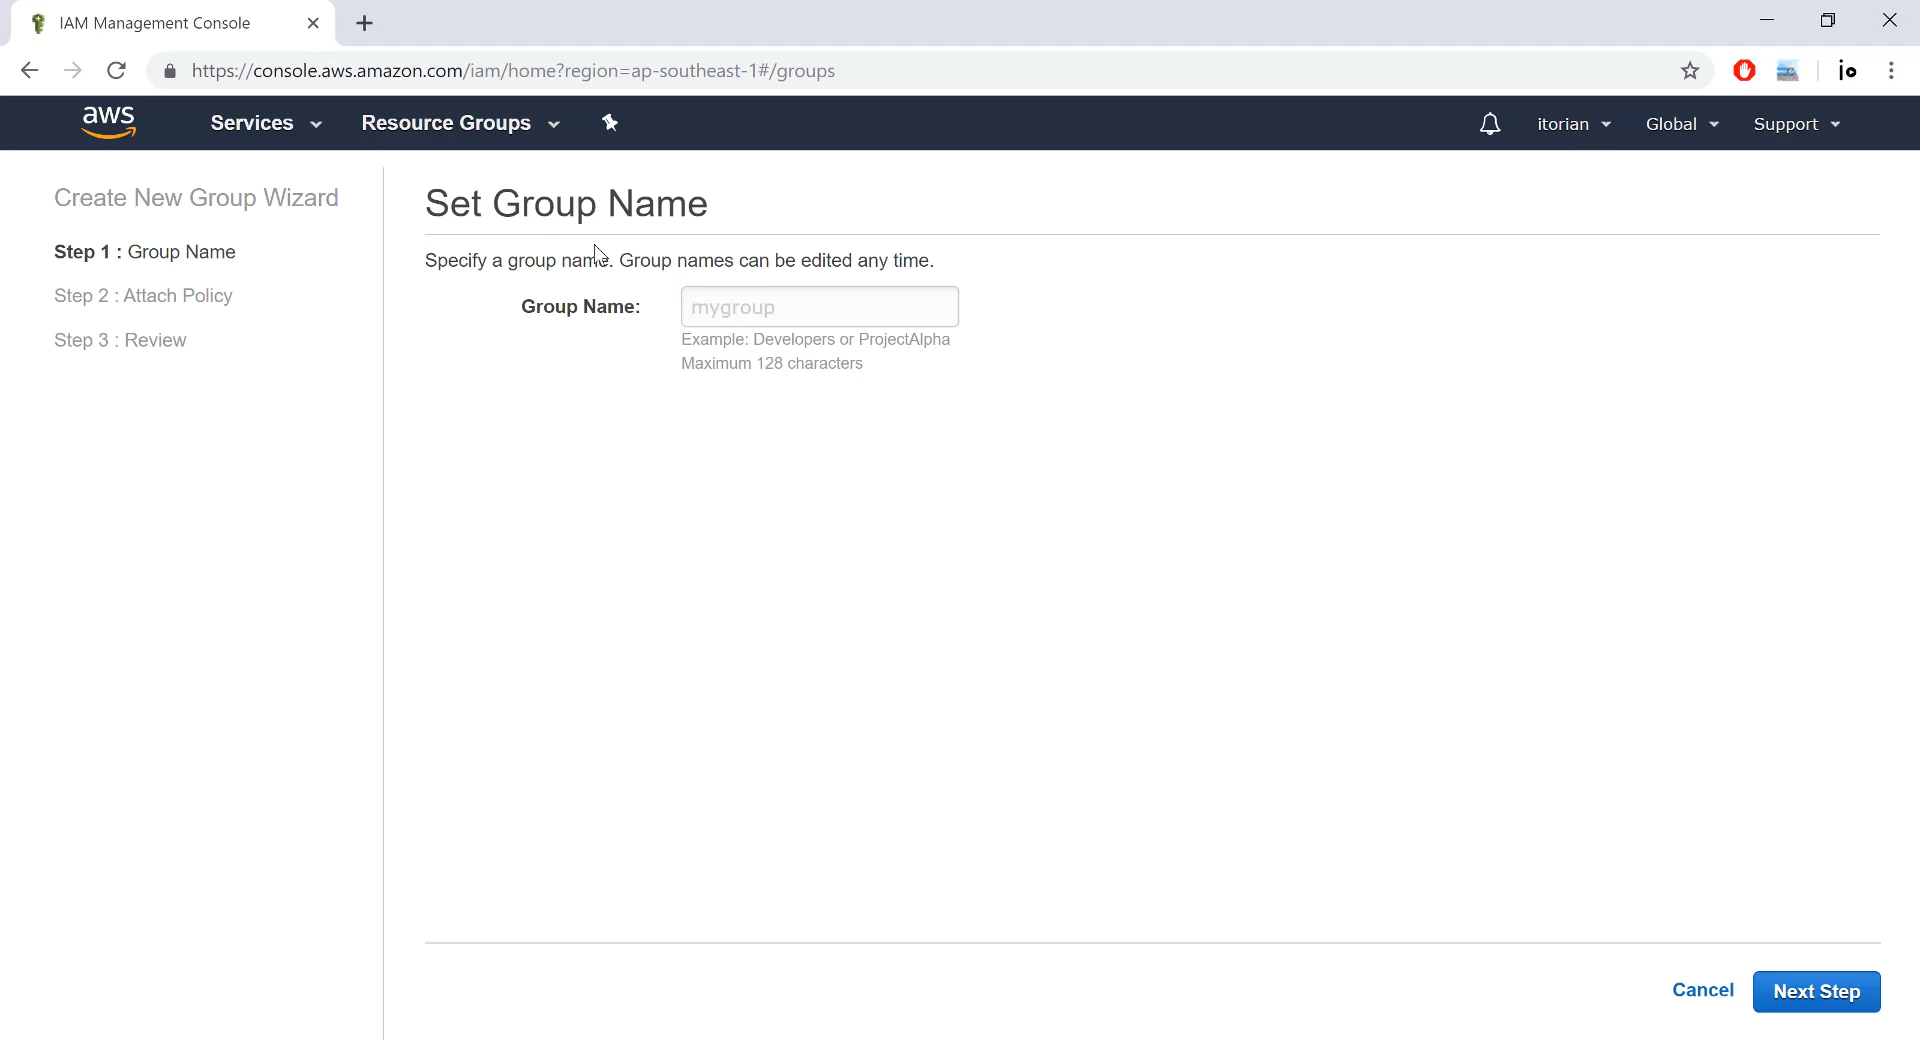 IAM Management Console
https://console.aws.amazon.com/iam/home?region=ap-southeast-1#/groups
aws Services Resource Groups itorian Global Support
Create New Group Wizard
Step 1 : Group Name
Step 2 : Attach Policy
Step 3 : Review
Set Group Name
Specify a group name. Group names can be edited any time.
Group Name: mygroup
Example: Developers or ProjectAlpha
Maximum 128 characters
Cancel Next Step